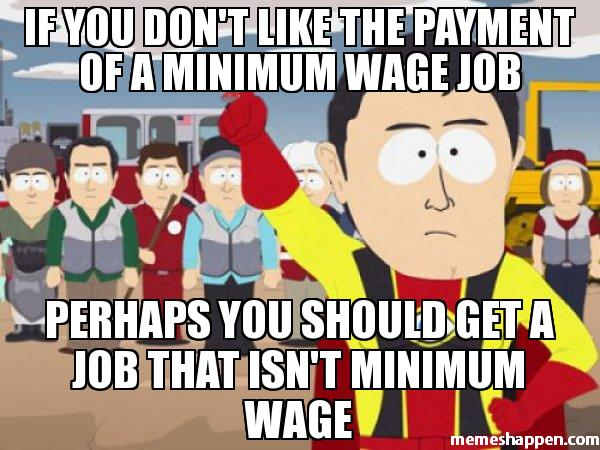 IF YOU DON'T LIKE THE PAYMENT
OF A MINIMUM WAGE JOB
PERHAPS YOU SHOULD GET A
JOB THAT ISN'T MINIMUM
WAGE
memeshappen.com